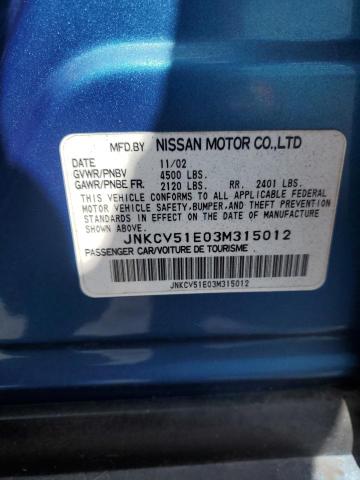 MFD.BY NISSAN MOTOR CO.,LTD
DATE 11/02
GVWR/PNBV 4500 LBS.
GAWR/PNBE FR. 2120 LBS. RR. 2401 LBS.
THIS VEHICLE CONFORMS TO ALL APPLICABLE FEDERAL
MOTOR VEHICLE SAFETY,BUMPER,AND THEFT PREVENTION
STANDARDS IN EFFECT ON THE DATE OF MANUFACTURE
SHOWN ABOVE.
JNKCV51E03M315012
PASSENGER CAR/VOITURE DE TOURISME
JNKCV51E03M315012